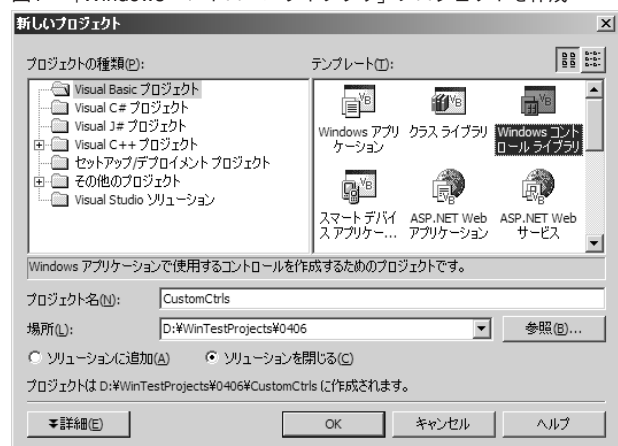 新しいプロジェクト
プロジェクトの種類(P):
テンプレート(T):
Visual Basic プロジェクト
Visual C# プロジェクト
Visual J# プロジェクト
Visual C++ プロジェクト
セットアップ/デプロイメント プロジェクト
その他のプロジェクト
Visual Studio ソリューション
Windows アプリ
ケーション
クラス ライブラリ
Windows コント
ロール ライブラリ
スマート デバイ
ス アプリケー...
ASP.NET Web
アプリケーション
ASP.NET Web
サービス
Windows アプリケーションで使用するコントロールを作成するためのプロジェクトです。
プロジェクト名(N):
CustomCtrls
場所(L):
D:¥WinTestProjects¥0406
参照(B)...
ソリューションに追加(A)
ソリューションを閉じる(C)
プロジェクトは D:¥WinTestProjects¥0406¥CustomCtrls に作成されます。
詳細(E)
OK
キャンセル
ヘルプ